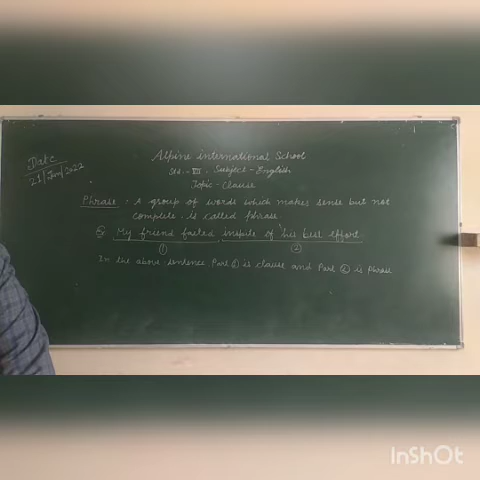 Date
21/Jan/2022
Alpine international School
Std. - VII. Subject - English
Topic - Clause
Phrase : A group of words which makes sense but not
complete. is called phrase.
My friend failed inspite of his best effort.
① ②
In the above sentence Part ① is clause and Part ② is phrase
InShOt